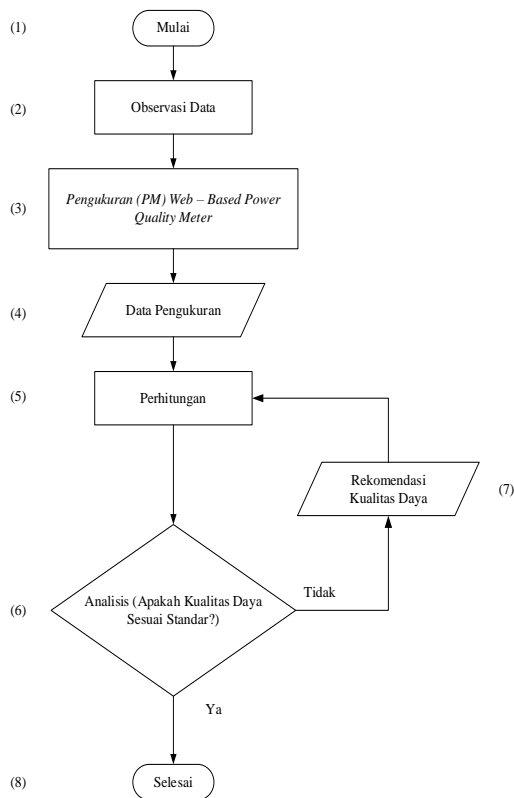 (1)
Mulai
(2)
Observasi Data
(3)
Pengukuran (PM) Web – Based Power
Quality Meter
(4)
Data Pengukuran
(5)
Perhitungan
Rekomendasi
Kualitas Daya
(7)
(6)
Analisis (Apakah Kualitas Daya
Sesuai Standar?)
Tidak
Ya
(8)
Selesai